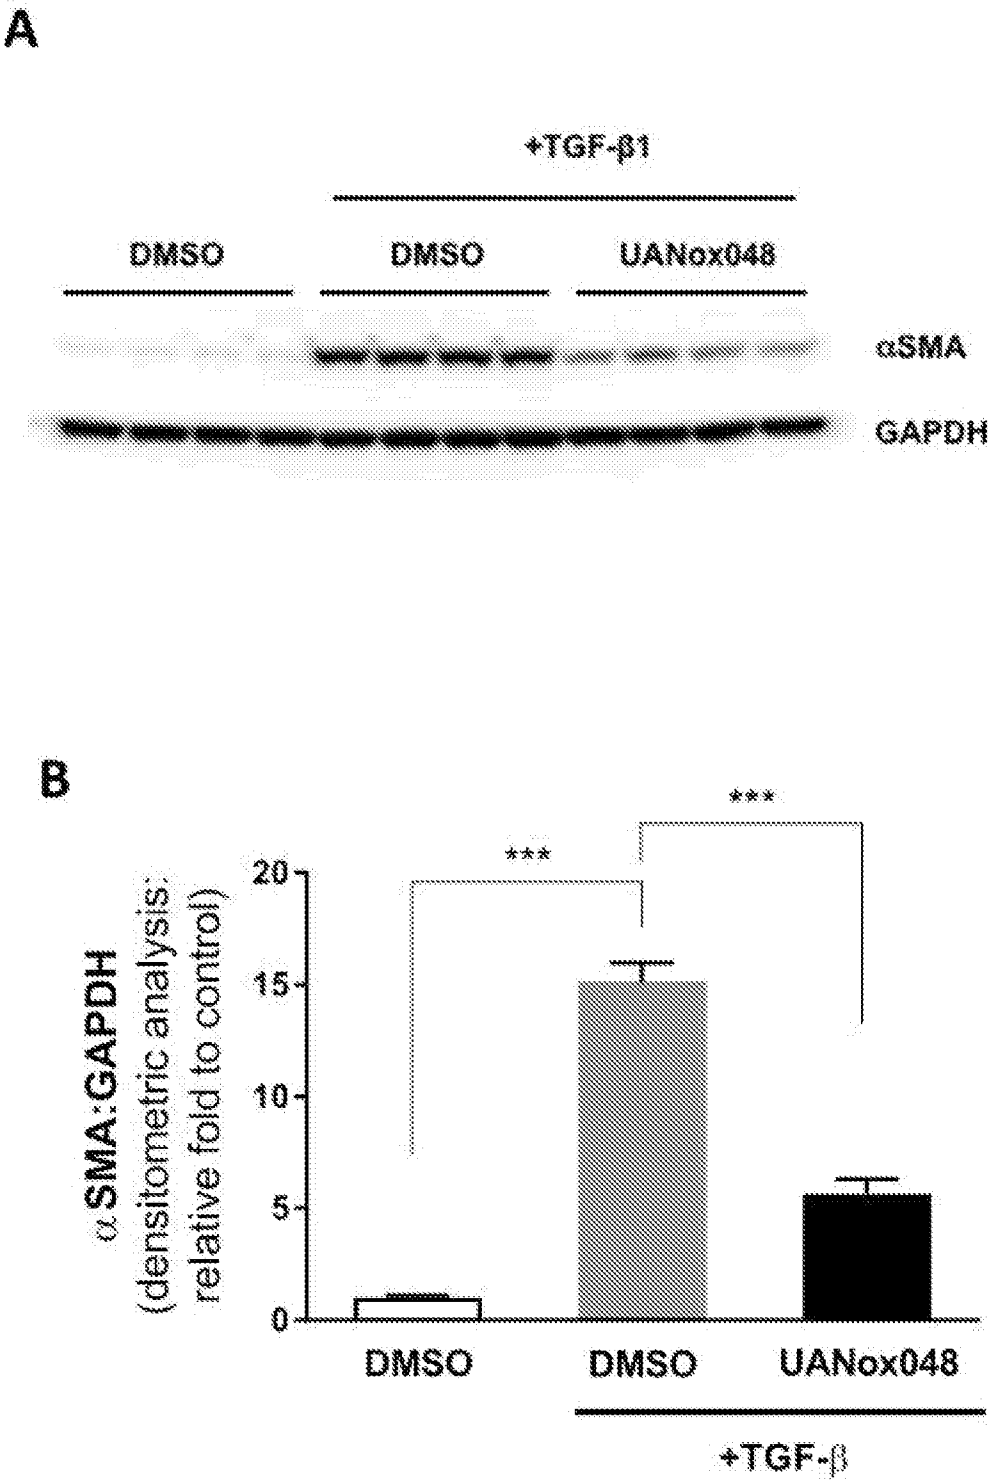 A
+TGF-β1
DMSO DMSO UANox048
αSMA
GAPDH
B
αSMA:GAPDH
(densitometric analysis:
relative fold to control)
***
***
20
15
10
5
0
DMSO DMSO UANox048
+TGF-β